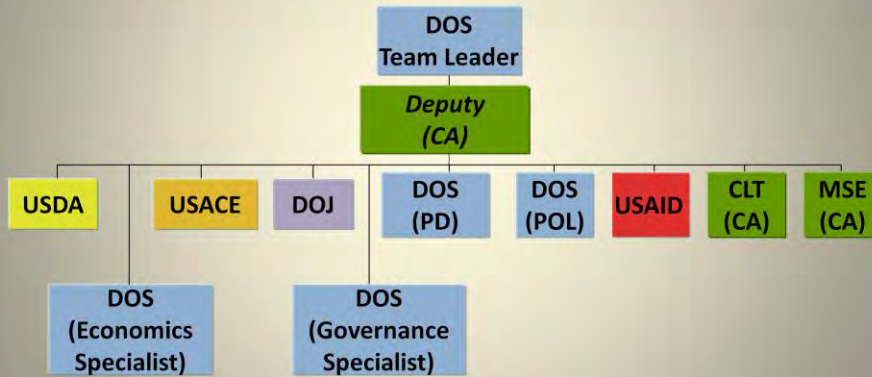 DOS
Team Leader
Deputy
(CA)
USDA
USACE
DOJ
DOS
(PD)
DOS
(POL)
USAID
CLT
(CA)
MSE
(CA)
DOS
(Economics
Specialist)
DOS
(Governance
Specialist)